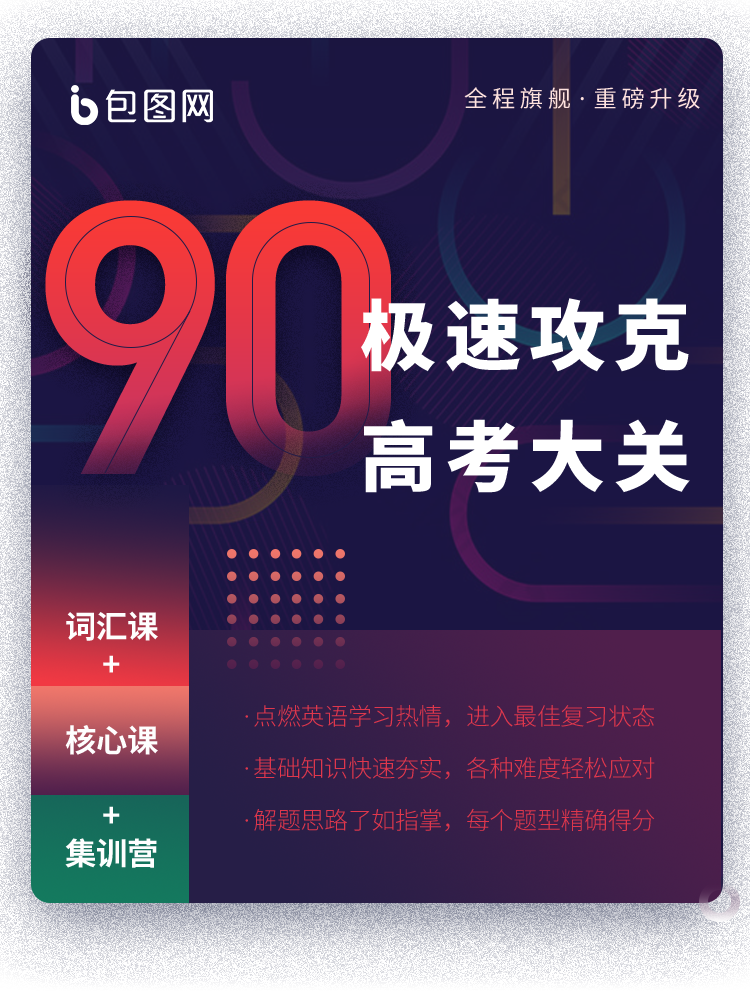 包图网
全程旗舰·重磅升级
90
极速攻克
高考大关
词汇课
+
核心课
+
集训营
·点燃英语学习热情，进入最佳复习状态
·基础知识快速夯实，各种难度轻松应对
·解题思路了如指掌，每个题型精确得分